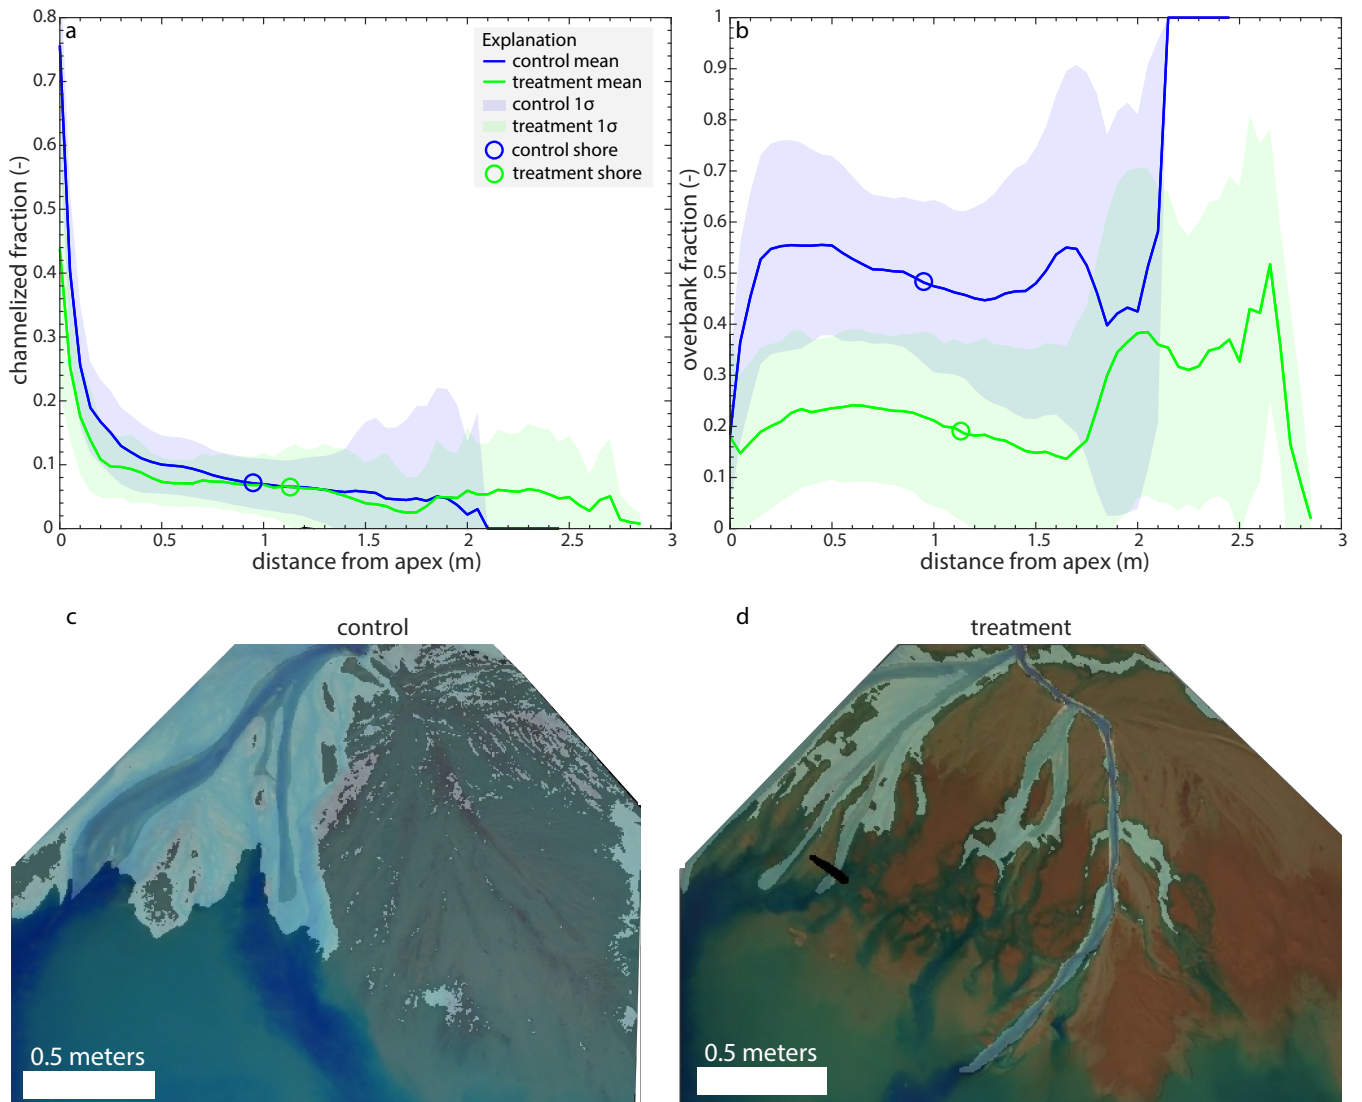 a
Explanation
control mean
treatment mean
control 1σ
treatment 1σ
control shore
treatment shore
channelized fraction (-)
0.8
0.7
0.6
0.5
0.4
0.3
0.2
0.1
0
0 0.5 1 1.5 2 2.5 3
distance from apex (m)
b
overbank fraction (-)
1
0.9
0.8
0.7
0.6
0.5
0.4
0.3
0.2
0.1
0
0 0.5 1 1.5 2 2.5 3
distance from apex (m)
c
control
0.5 meters
d
treatment
0.5 meters